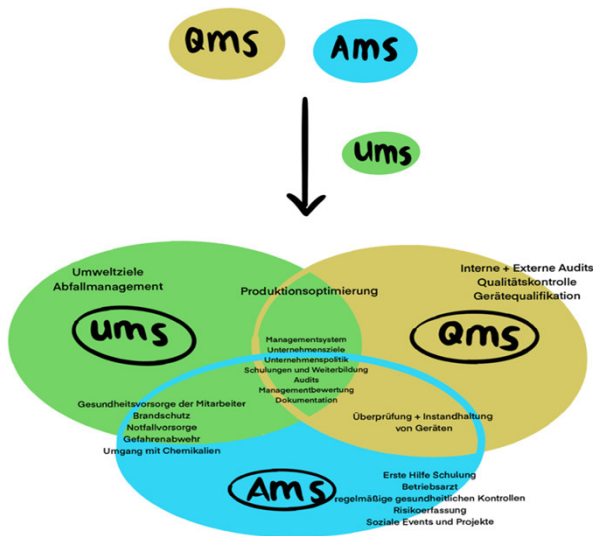 Qms
Ams
ums
Umweltziele
Abfallmanagement
ums
Produktionsoptimierung
Interne + Externe Audits
Qualitätskontrolle
Gerätequalifikation
Qms
Managementsystem
Unternehmensziele
Unternehmenspolitik
Schulungen und Weiterbildung
Audits
Managementbewertung
Dokumentation
Gesundheitsvorsorge der Mitarbeiter
Brandschutz
Notfallvorsorge
Gefahrenabwehr
Umgang mit Chemikalien
Überprüfung + Instandhaltung
von Geräten
Ams
Erste Hilfe Schulung
Betriebsarzt
regelmäßige gesundheitlichen Kontrollen
Risikoerfassung
Soziale Events und Projekte